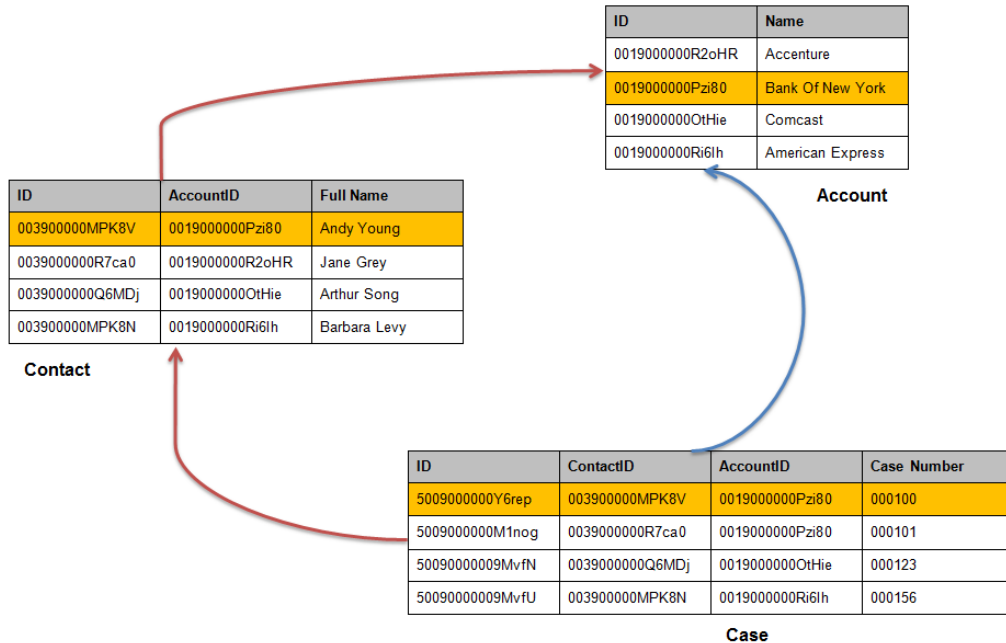 ID Name
0019000000R2oHR Accenture
0019000000Pzi80 Bank Of New York
0019000000OtHie Comcast
0019000000Ri6Ih American Express
Account
ID AccountID Full Name
003900000MPK8V 0019000000Pzi80 Andy Young
0039000000R7ca0 0019000000R2oHR Jane Grey
0039000000Q6MDj 0019000000OtHie Arthur Song
003900000MPK8N 0019000000Ri6Ih Barbara Levy
Contact
ID ContactID AccountID Case Number
5009000000Y6rep 003900000MPK8V 0019000000Pzi80 000100
5009000000M1nog 0039000000R7ca0 0019000000Pzi80 000101
50090000009MvfN 0039000000Q6MDj 0019000000OtHie 000123
50090000009MvfU 003900000MPK8N 0019000000Ri6Ih 000156
Case